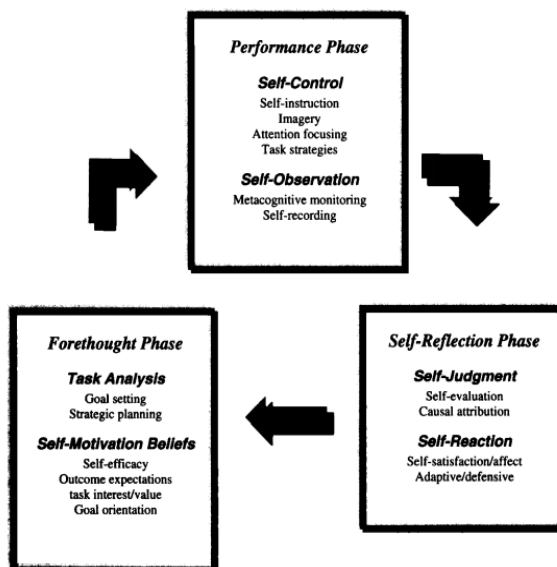 Performance Phase
Self-Control
Self-instruction
Imagery
Attention focusing
Task strategies
Self-Observation
Metacognitive monitoring
Self-recording
Forethought Phase
Task Analysis
Goal setting
Strategic planning
Self-Motivation Beliefs
Self-efficacy
Outcome expectations
task interest/value
Goal orientation
Self-Reflection Phase
Self-Judgment
Self-evaluation
Causal attribution
Self-Reaction
Self-satisfaction/affect
Adaptive/defensive